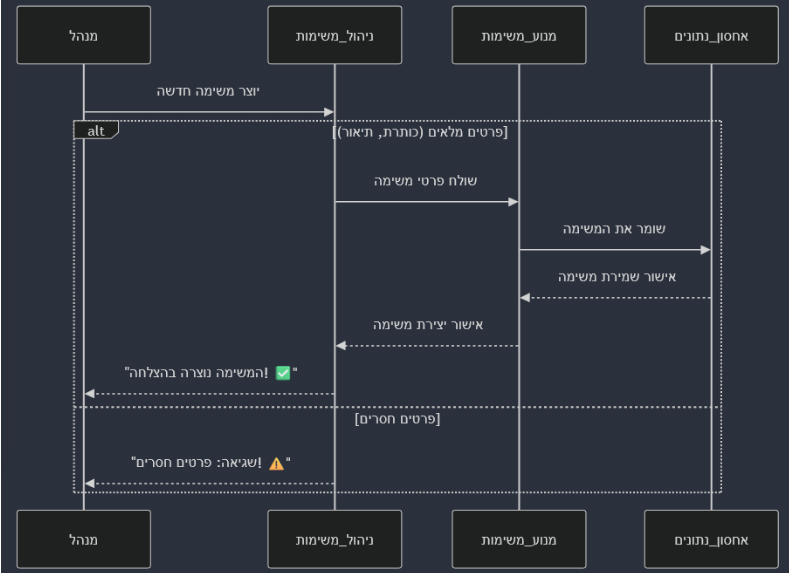 מנהל
ניהול_משימות
מנוע_משימות
אחסון_נתונים
יוצר משימה חדשה
alt
[פרטים מלאים (כותרת, תיאור)]
שולח פרטי משימה
שומר את המשימה
אישור שמירת משימה
אישור יצירת משימה
"✅ המשימה נוצרה בהצלחה!"
[פרטים חסרים]
"⚠️ שגיאה: פרטים חסרים!"
מנהל
ניהול_משימות
מנוע_משימות
אחסון_נתונים